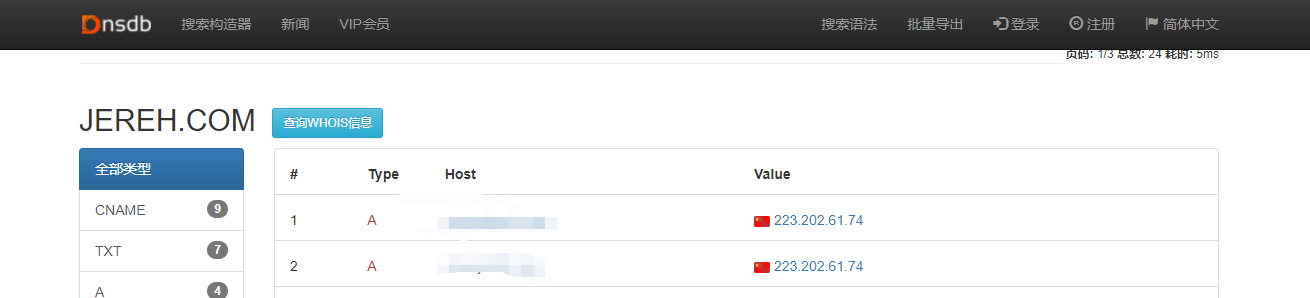 Dnsdb 搜索构造器 新闻 VIP会员 搜索语法 批量导出 登录 注册 简体中文
页码: 1/3 总数: 24 耗时: 5ms
JEREH.COM 查询WHOIS信息
全部类型
# Type Host Value
CNAME 9
1 A 223.202.61.74
TXT 7
2 A 223.202.61.74
A 4